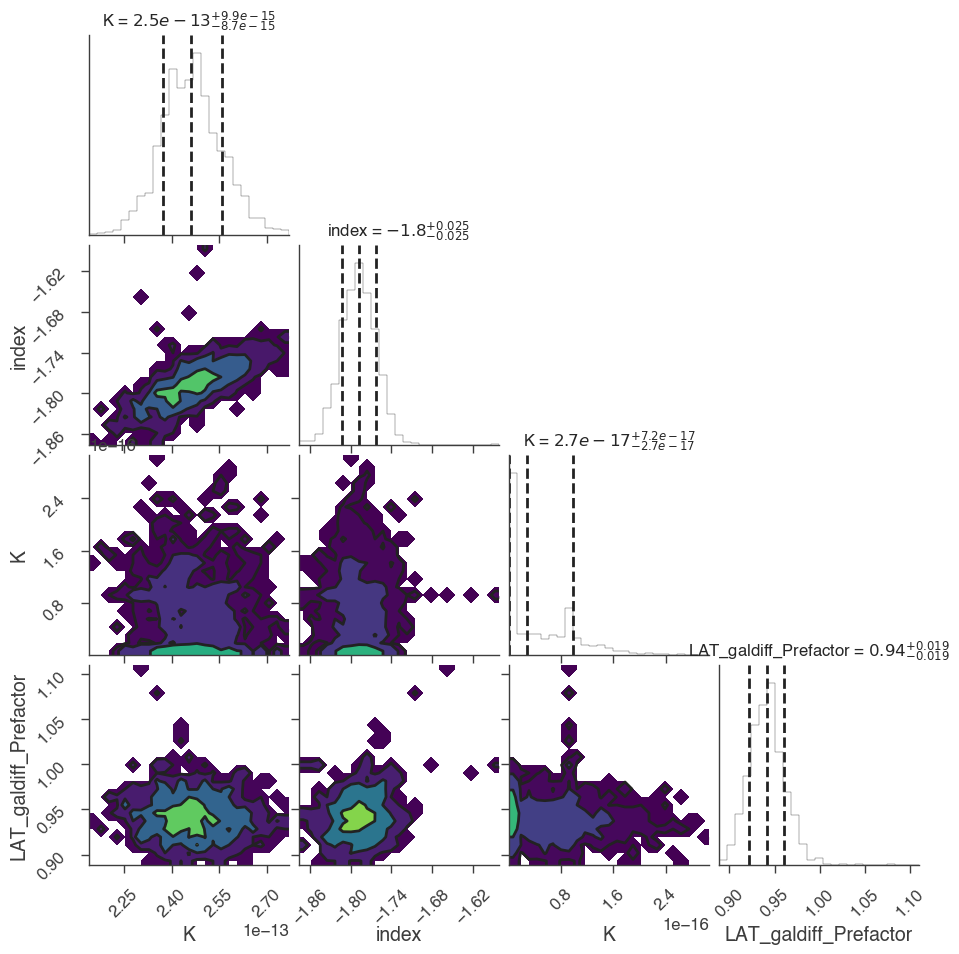 K = 2.5e−13^{+9.9e−15}_{−8.7e−15}
index = −1.8^{+0.025}_{−0.025}
−1.62
−1.68
−1.74
−1.80
−1.86
index
K = 2.7e−17^{+7.2e−17}_{−2.7e−17}
1e−16
2.4
1.6
0.8
K
LAT_galdiff_Prefactor = 0.94^{+0.019}_{−0.019}
1.10
1.05
1.00
0.95
0.90
LAT_galdiff_Prefactor
2.25 2.40 2.55 2.70 −1.86 −1.80 −1.74 −1.68 −1.62 0.8 1.6 2.4 0.90 0.95 1.00 1.05 1.10
1e−13 1e−16
K index K LAT_galdiff_Prefactor